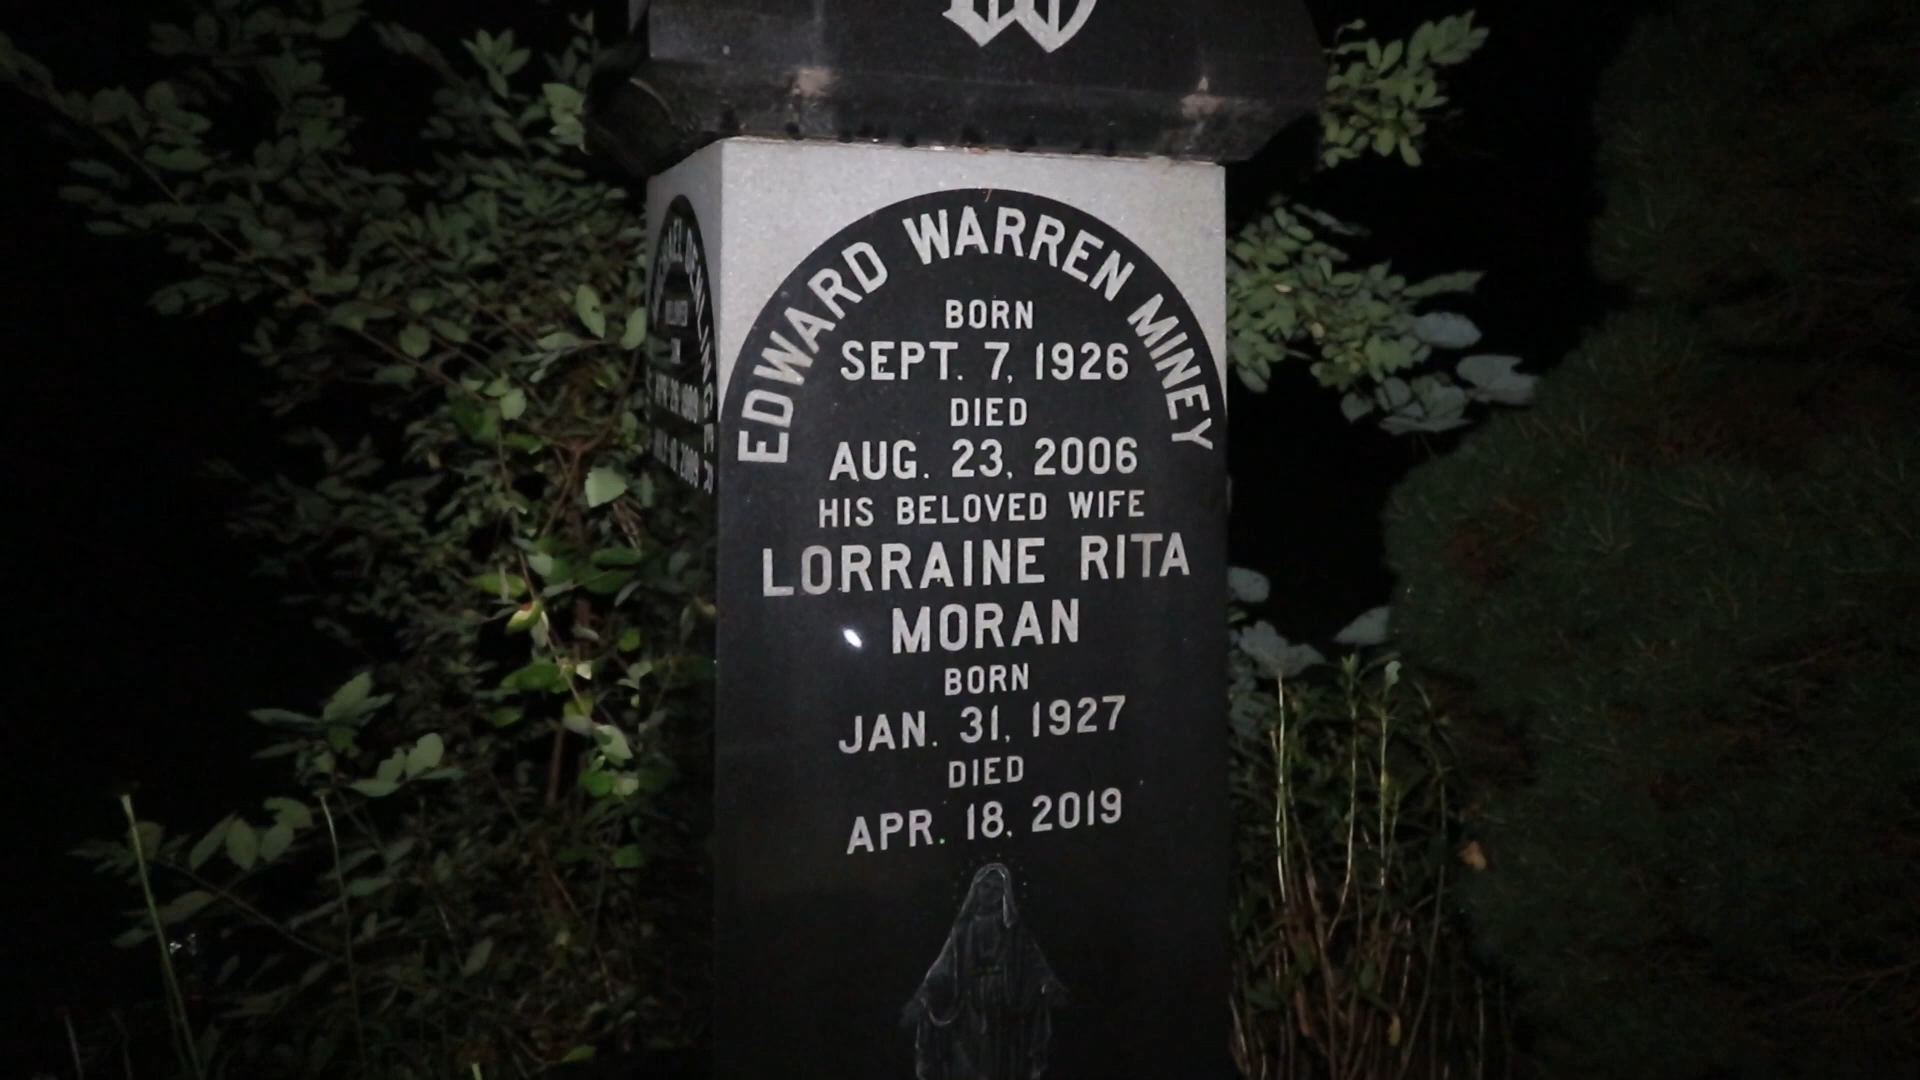 EDWARD WARREN MINEY
BORN
SEPT. 7, 1926
DIED
AUG. 23, 2006
HIS BELOVED WIFE
LORRAINE RITA
MORAN
BORN
JAN. 31, 1927
DIED
APR. 18, 2019